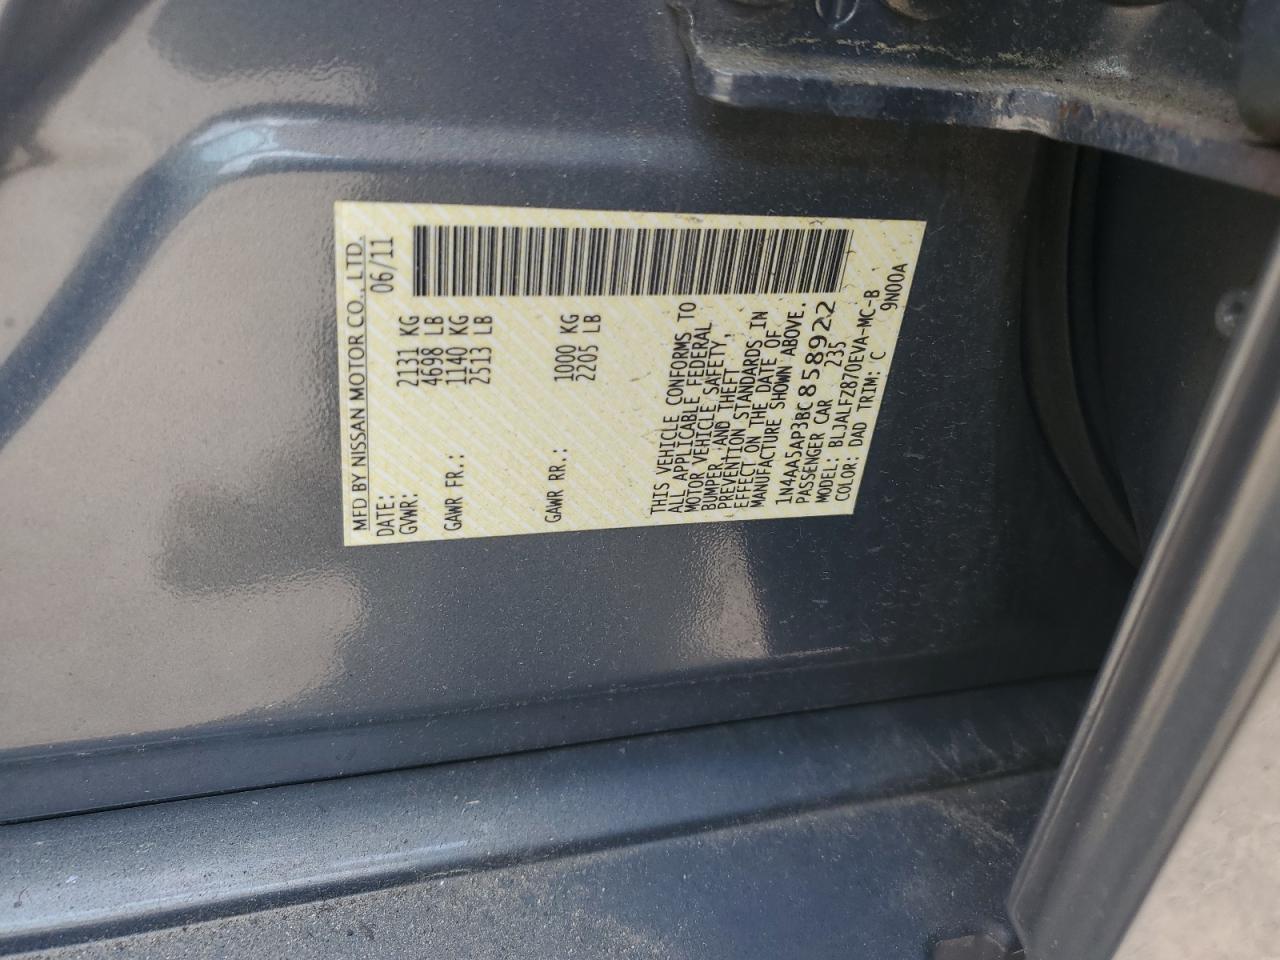 MFD BY NISSAN MOTOR CO., LTD.
DATE: 06/11
GVWR: 2131 KG
4698 LB
GAWR FR.: 1140 KG
2513 LB
GAWR RR.: 1000 KG
2205 LB
THIS VEHICLE CONFORMS TO
ALL APPLICABLE FEDERAL
MOTOR VEHICLE SAFETY,
BUMPER, AND THEFT
PREVENTION STANDARDS IN
EFFECT ON THE DATE OF
MANUFACTURE SHOWN ABOVE.
1N4AA5AP3BC858922
PASSENGER CAR 235
MODEL: BLJALFZ870EVA-MC-B
COLOR: DAD TRIM: C 9N00A